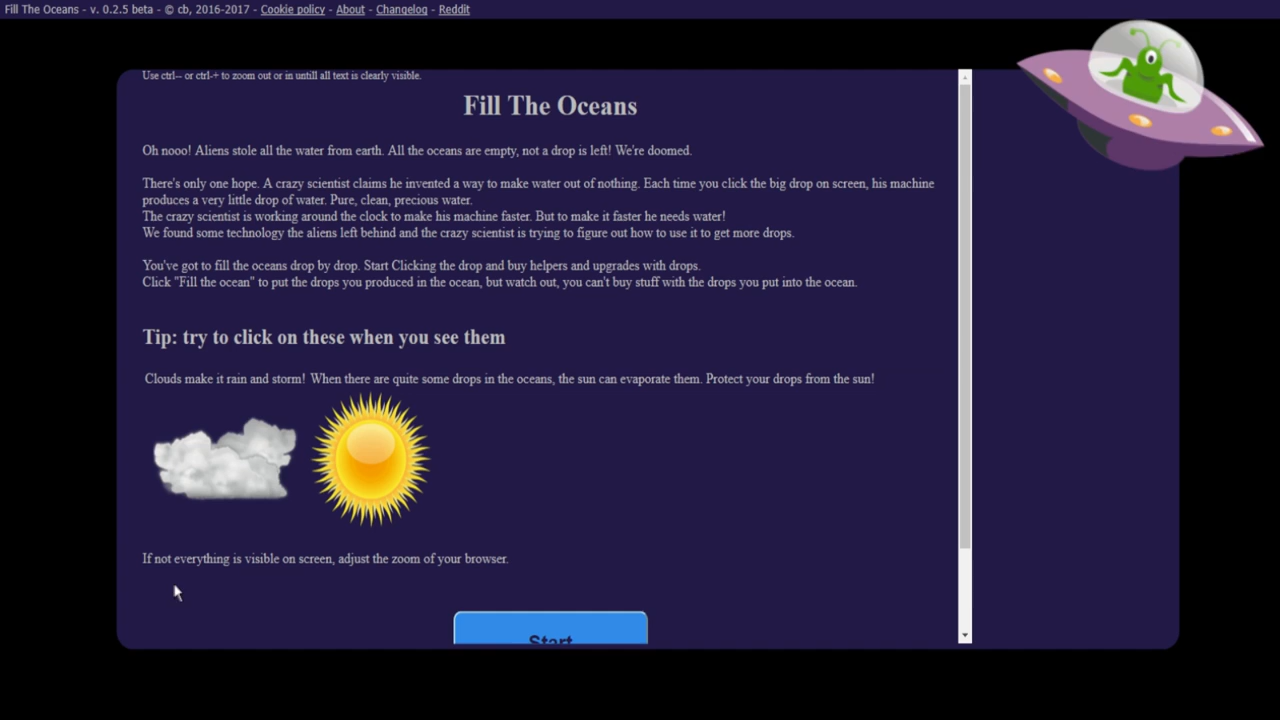 Fill The Oceans - v. 0.2.5 beta - © cb, 2016-2017 - Cookie policy - About - Changelog - Reddit
Use ctrl-- or ctrl-+ to zoom out or in untill all text is clearly visible.
Fill The Oceans
Oh nooo! Aliens stole all the water from earth. All the oceans are empty, not a drop is left! We're doomed.
There's only one hope. A crazy scientist claims he invented a way to make water out of nothing. Each time you click the big drop on screen, his machine
produces a very little drop of water. Pure, clean, precious water.
The crazy scientist is working around the clock to make his machine faster. But to make it faster he needs water!
We found some technology the aliens left behind and the crazy scientist is trying to figure out how to use it to get more drops.
You've got to fill the oceans drop by drop. Start Clicking the drop and buy helpers and upgrades with drops.
Click "Fill the ocean" to put the drops you produced in the ocean, but watch out, you can't buy stuff with the drops you put into the ocean.
Tip: try to click on these when you see them
Clouds make it rain and storm! When there are quite some drops in the oceans, the sun can evaporate them. Protect your drops from the sun!
If not everything is visible on screen, adjust the zoom of your browser.
Start